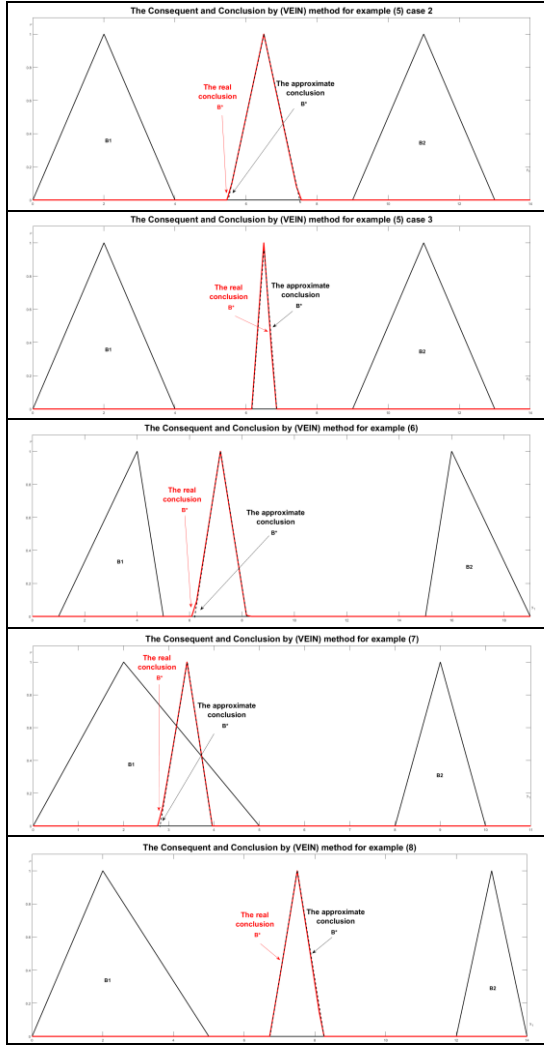 The Consequent and Conclusion by (VEIN) method for example (5) case 2
The real
conclusion
B*
The approximate
conclusion
B*
B1
B2
The Consequent and Conclusion by (VEIN) method for example (5) case 3
The real
conclusion
B*
The approximate
conclusion
B*
B1
B2
The Consequent and Conclusion by (VEIN) method for example (6)
The real
conclusion
B*
The approximate
conclusion
B*
B1
B2
The Consequent and Conclusion by (VEIN) method for example (7)
The real
conclusion
B*
The approximate
conclusion
B*
B1
B2
The Consequent and Conclusion by (VEIN) method for example (8)
The real
conclusion
B*
The approximate
conclusion
B*
B1
B2